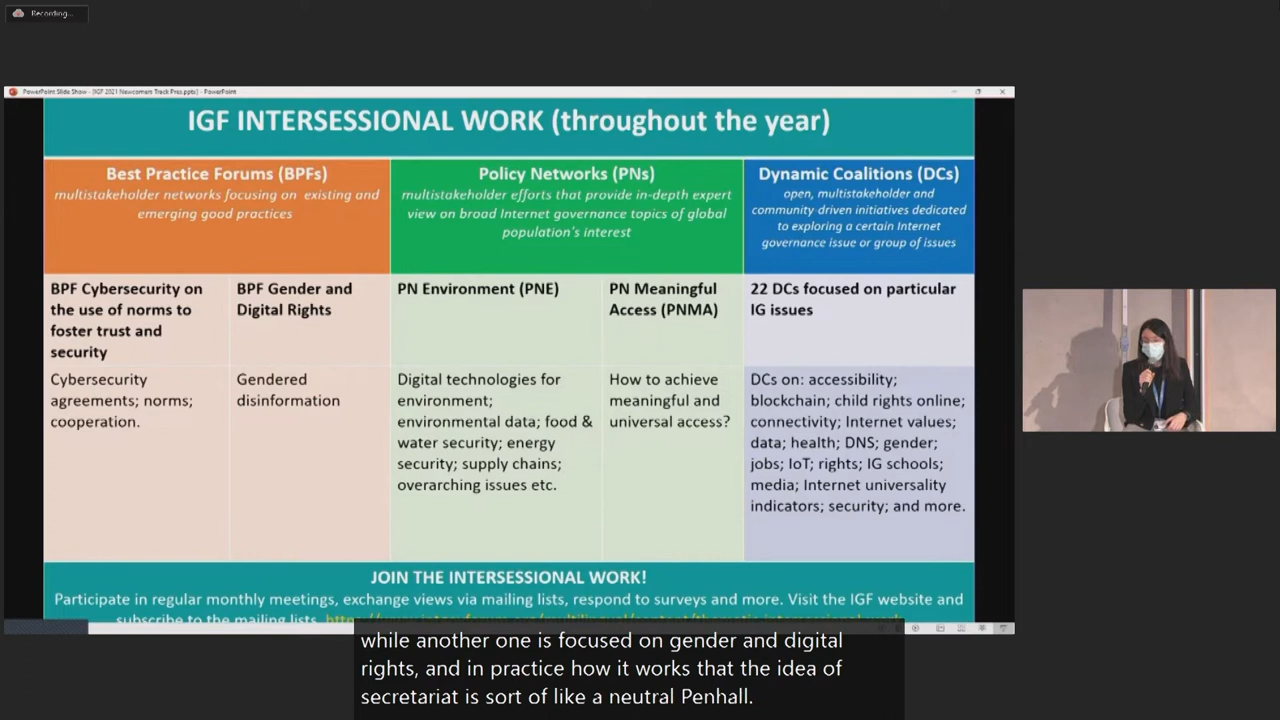 Recording...
PowerPoint Slide Show - [IGF 2021 Newcomers Track Pres.ppts] - PowerPoint
IGF INTERSESSIONAL WORK (throughout the year)
Best Practice Forums (BPFs)
multistakeholder networks focusing on existing and
emerging good practices
Policy Networks (PNs)
multistakeholder efforts that provide in-depth expert
view on broad Internet governance topics of global
population's interest
Dynamic Coalitions (DCs)
open, multistakeholder and
community driven initiatives dedicated
to exploring a certain Internet
governance issue or group of issues
BPF Cybersecurity on
the use of norms to
foster trust and
security
BPF Gender and
Digital Rights
PN Environment (PNE)
PN Meaningful
Access (PNMA)
22 DCs focused on particular
IG issues
Cybersecurity
agreements; norms;
cooperation.
Gendered
disinformation
Digital technologies for
environment;
environmental data; food &
water security; energy
security; supply chains;
overarching issues etc.
How to achieve
meaningful and
universal access?
DCs on: accessibility;
blockchain; child rights online;
connectivity; Internet values;
data; health; DNS; gender;
jobs; IoT; rights; IG schools;
media; Internet universality
indicators; security; and more.
JOIN THE INTERSESSIONAL WORK!
Participate in regular monthly meetings, exchange views via mailing lists, respond to surveys and more. Visit the IGF website and
subscribe to the mailing lists.
while another one is focused on gender and digital
rights, and in practice how it works that the idea of
secretariat is sort of like a neutral Penhall.